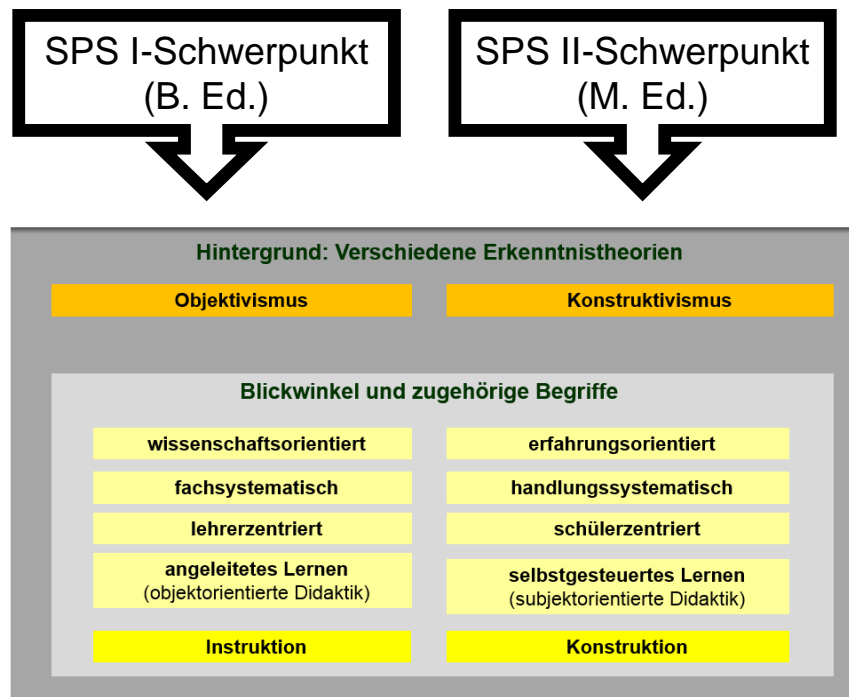 SPS I-Schwerpunkt
(B. Ed.)
SPS II-Schwerpunkt
(M. Ed.)
Hintergrund: Verschiedene Erkenntnistheorien
Objektivismus
Konstruktivismus
Blickwinkel und zugehörige Begriffe
wissenschaftsorientiert
erfahrungsorientiert
fachsystematisch
handlungssystematisch
lehrerzentriert
schülerzentriert
angeleitetes Lernen
(objektorientierte Didaktik)
selbstgesteuertes Lernen
(subjektorientierte Didaktik)
Instruktion
Konstruktion